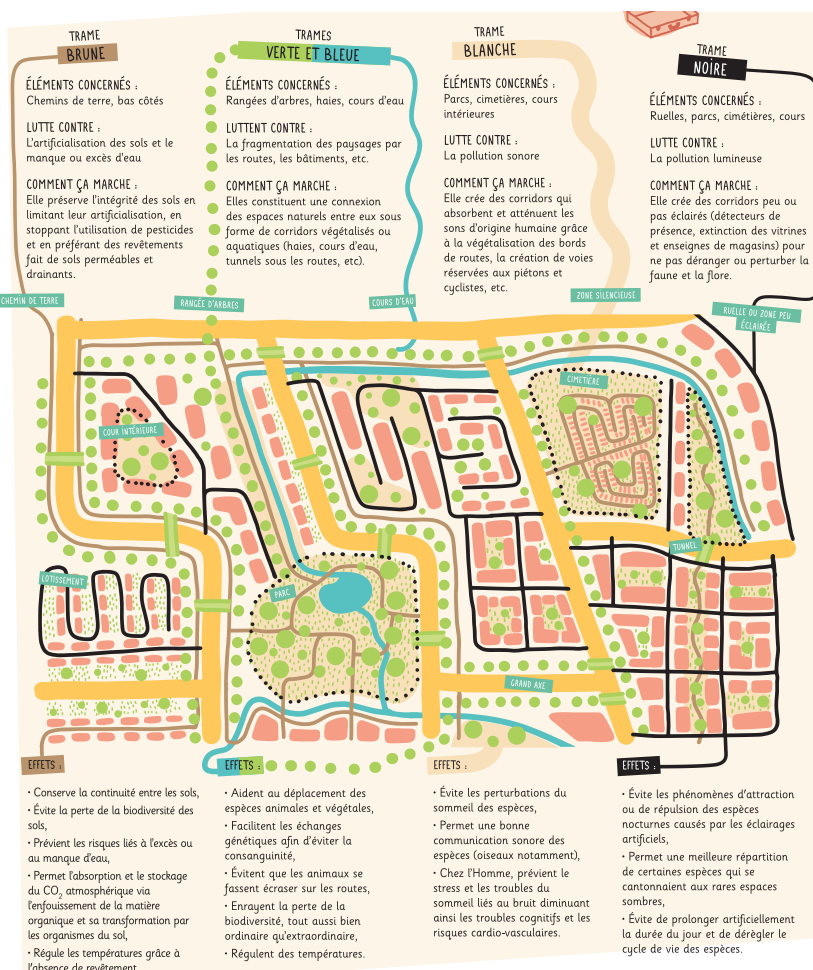 TRAME
BRUNE
ÉLÉMENTS CONCERNÉS :
Chemins de terre, bas côtés
LUTTE CONTRE :
L'artificialisation des sols et le
manque ou excès d'eau
COMMENT ÇA MARCHE :
Elle préserve l'intégrité des sols en
limitant leur artificialisation, en
stoppant l'utilisation de pesticides
et en préférant des revêtements
fait de sols perméables et
drainants.
TRAMES
VERTE ET BLEUE
ÉLÉMENTS CONCERNÉS :
Rangées d'arbres, haies, cours d'eau
LUTTENT CONTRE :
La fragmentation des paysages par
les routes, les bâtiments, etc.
COMMENT ÇA MARCHE :
Elles constituent une connexion
des espaces naturels entre eux sous
forme de corridors végétalisés ou
aquatiques (haies, cours d'eau,
tunnels sous les routes, etc).
TRAME
BLANCHE
ÉLÉMENTS CONCERNÉS :
Parcs, cimetières, cours
intérieures
LUTTE CONTRE :
La pollution sonore
COMMENT ÇA MARCHE :
Elle crée des corridors qui
absorbent et atténuent les
sons d'origine humaine grâce
à la végétalisation des bords
de routes, la création de voies
réservées aux piétons et
cyclistes, etc.
TRAME
NOIRE
ÉLÉMENTS CONCERNÉS :
Ruelles, parcs, cimétières, cours
LUTTE CONTRE :
La pollution lumineuse
COMMENT ÇA MARCHE :
Elle crée des corridors peu ou
pas éclairés (détecteurs de
présence, extinction des vitrines
et enseignes de magasins) pour
ne pas déranger ou perturber la
faune et la flore.
CHEMIN DE TERRE
RANGÉE D'ARBRES
COURS D'EAU
ZONE SILENCIEUSE
RUELLE OU ZONE PEU
ÉCLAIRÉE
CIMETIÈRE
COUR INTÉRIEURE
TUNNEL
LOTISSEMENT
PARC
GRAND AXE
EFFETS :
• Conserve la continuité entre les sols,
• Évite la perte de la biodiversité des
sols,
• Prévient les risques liés à l'excès ou
au manque d'eau,
• Permet l'absorption et le stockage
du CO2 atmosphérique via
l'enfouissement de la matière
organique et sa transformation par
les organismes du sol,
• Régule les températures grâce à
l'absence de revêtement
EFFETS :
• Aident au déplacement des
espèces animales et végétales,
• Facilitent les échanges
génétiques afin d'éviter la
consanguinité,
• Évitent que les animaux se
fassent écraser sur les routes,
• Enrayent la perte de la
biodiversité, tout aussi bien
ordinaire qu'extraordinaire,
• Régulent des températures.
EFFETS :
• Évite les perturbations du
sommeil des espèces,
• Permet une bonne
communication sonore des
espèces (oiseaux notamment),
• Chez l'Homme, prévient le
stress et les troubles du
sommeil liés au bruit diminuant
ainsi les troubles cognitifs et les
risques cardio-vasculaires.
EFFETS :
• Évite les phénomènes d'attraction
ou de répulsion des espèces
nocturnes causés par les éclairages
artificiels,
• Permet une meilleure répartition
de certaines espèces qui se
cantonnaient aux rares espaces
sombres,
• Évite de prolonger artificiellement
la durée du jour et de dérègler le
cycle de vie des espèces.